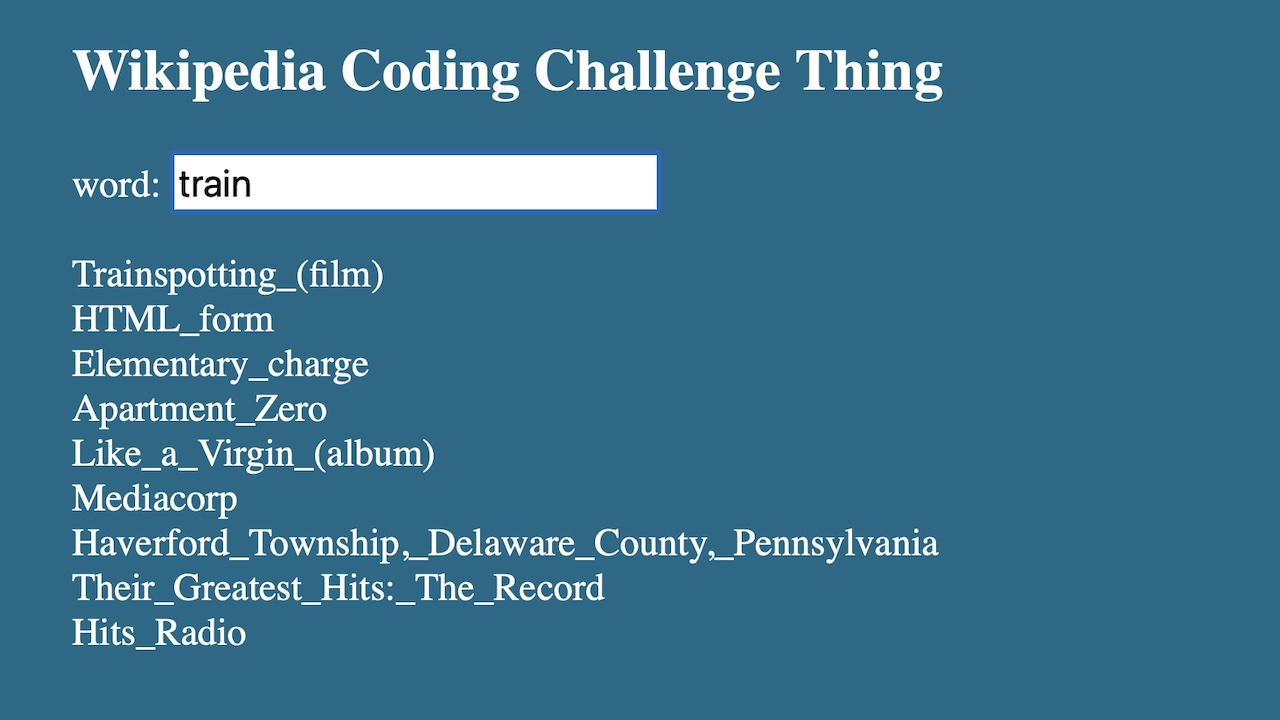 Wikipedia Coding Challenge Thing
word: train
Trainspotting_(film)
HTML_form
Elementary_charge
Apartment_Zero
Like_a_Virgin_(album)
Mediacorp
Haverford_Township,_Delaware_County,_Pennsylvania
Their_Greatest_Hits:_The_Record
Hits_Radio